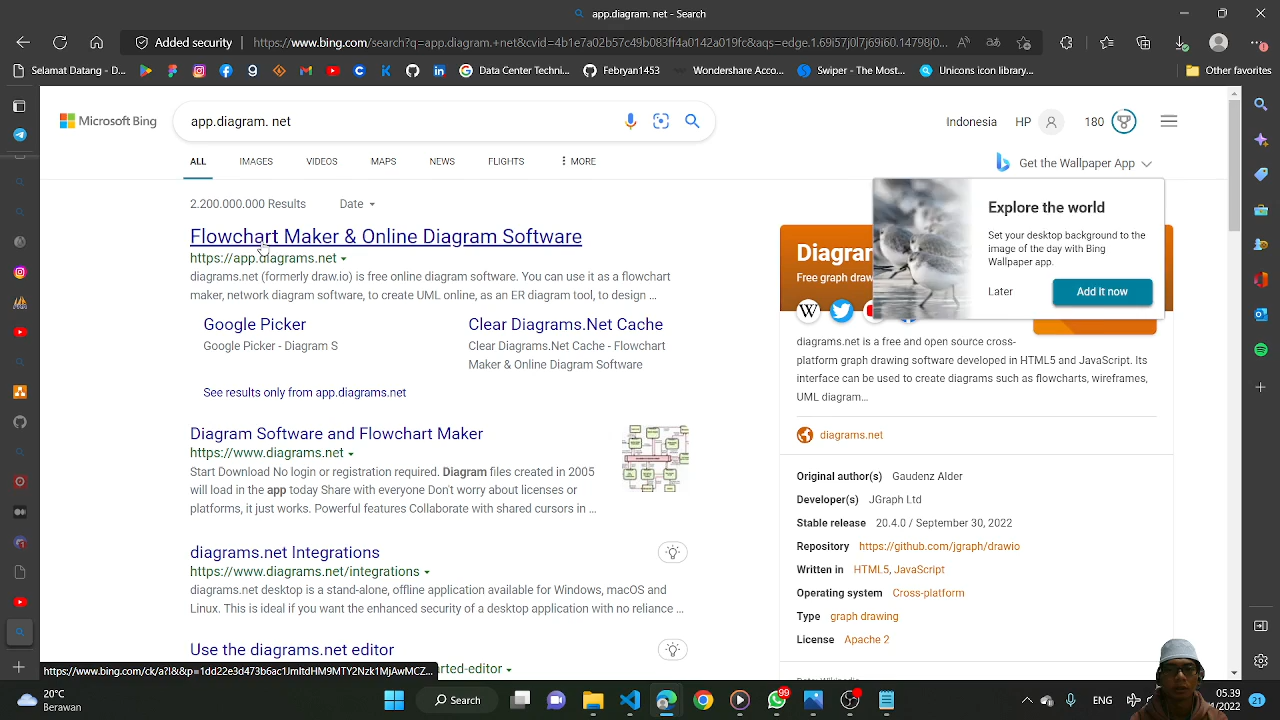 app.diagram. net - Search
Added security
https://www.bing.com/search?q=app.diagram.+net&cvid=4b1e7a02b57c49b083ff4a0147cef162&aqs=edge.1.69i57j0l7j69i60.14798j0...
Selamat Datang - D...
Febryan1453
Wondershare Acco...
Swiper - The Most...
Unicons library...
Other favorites
Microsoft Bing
app.diagram. net
Indonesia
HP
180
ALL
IMAGES
VIDEOS
MAPS
NEWS
FLIGHTS
MORE
Get the Wallpaper App
2.200.000.000 Results
Date
Flowchart Maker & Online Diagram Software
https://app.diagrams.net
diagrams.net (formerly draw.io) is free online diagram software. You can use it as a flowchart
maker, network diagram software, to create UML online, as an ER diagram tool, to design ...
Google Picker
Google Picker - Diagram S
Clear Diagrams.Net Cache
Clear Diagrams.Net Cache - Flowchart
Maker & Online Diagram Software
See results only from app.diagrams.net
Diagram Software and Flowchart Maker
https://www.diagrams.net
Start Download No login or registration required. Diagram files created in 2005
will load in the app today Share with everyone Don't worry about licenses or
platforms, it just works. Powerful features Collaborate with shared cursors in ...
diagrams.net Integrations
https://www.diagrams.net/integrations
diagrams.net desktop is a stand-alone, offline application available for Windows, macOS and
Linux. This is ideal if you want the enhanced security of a desktop application with no reliance ...
Use the diagrams.net editor
arted-editor
https://www.bing.com/ck/a?!&&p=1dd22e3d473b6ac1JmltdHM9MTY2Nzk1MjAwMCZ...
Explore the world
Set your desktop background to the
image of the day with Bing
Wallpaper app.
Later
Add it now
Diagran
Free graph draw
diagrams.net is a free and open source cross-
platform graph drawing software developed in HTML5 and JavaScript. Its
interface can be used to create diagrams such as flowcharts, wireframes,
UML diagram...
diagrams.net
Original author(s) Gaudenz Alder
Developer(s) JGraph Ltd
Stable release 20.4.0 / September 30, 2022
Repository https://github.com/jgraph/drawio
Written in HTML5, JavaScript
Operating system Cross-platform
Type graph drawing
License Apache 2
20°C
Berawan
Search
99
ENG
05.39
1/2022
21